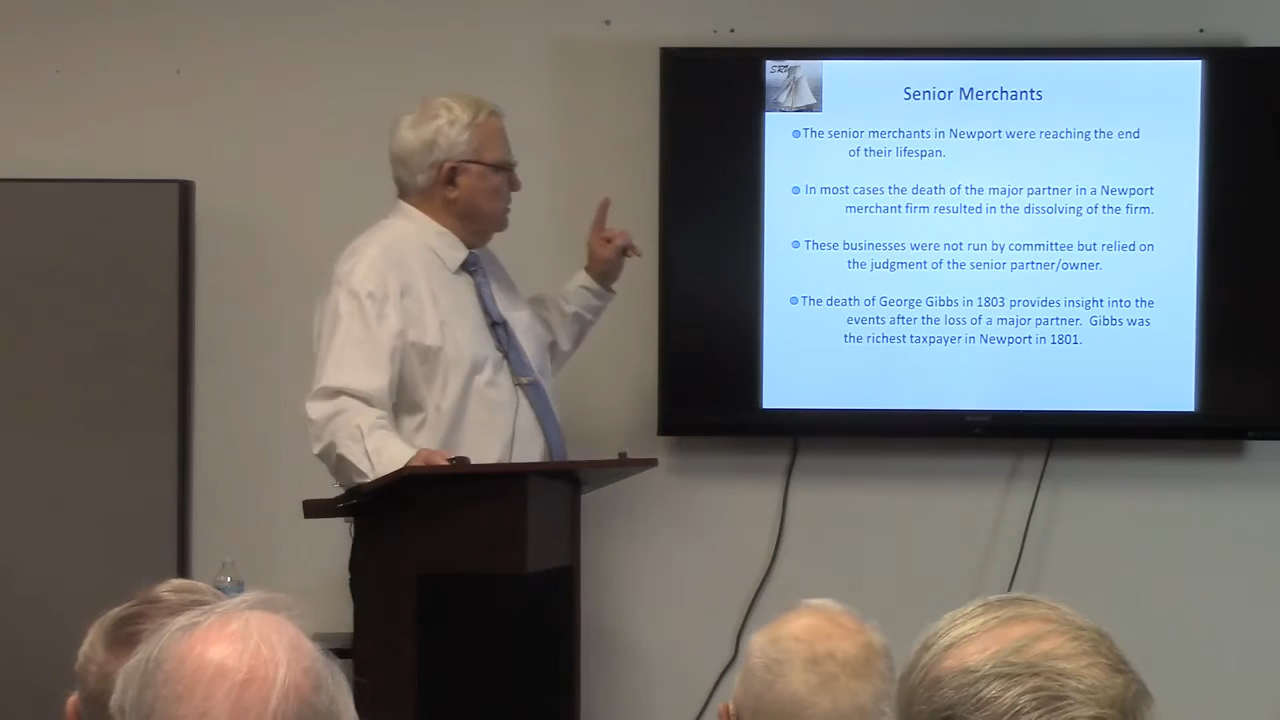 SRU
Senior Merchants
The senior merchants in Newport were reaching the end
of their lifespan.
In most cases the death of the major partner in a Newport
merchant firm resulted in the dissolving of the firm.
These businesses were not run by committee but relied on
the judgment of the senior partner/owner.
The death of George Gibbs in 1803 provides insight into the
events after the loss of a major partner. Gibbs was
the richest taxpayer in Newport in 1801.